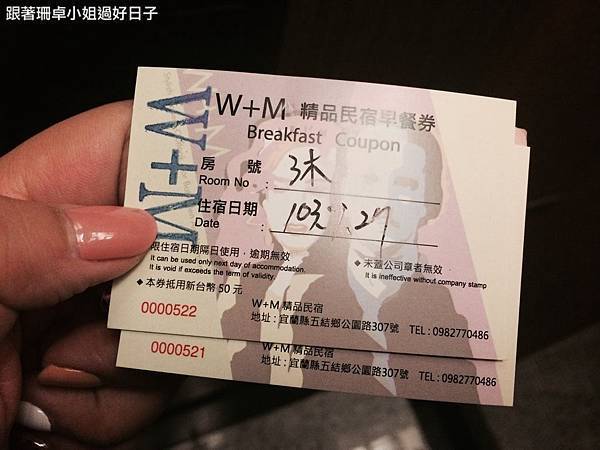 跟著珊卓小姐過好日子
W+M
W+M 精品民宿早餐券
Breakfast Coupon
房 號
Room No : 3木
住宿日期
Date : 103
27
限住宿日期隔日使用，逾期無效
it can be used only next day of accommodation.
It is void if exceeds the term of validity.
◆ 未蓋公司章者無效
It is ineffective without company stamp
◆ 本券抵用新台幣 50 元
0000522
W+M 精品民宿
地址 : 宜蘭縣五結鄉公園路307號 TEL : 0982770486
0000521
W+M 精品民宿
地址 : 宜蘭縣五結鄉公園路307號 TEL : 0982770486